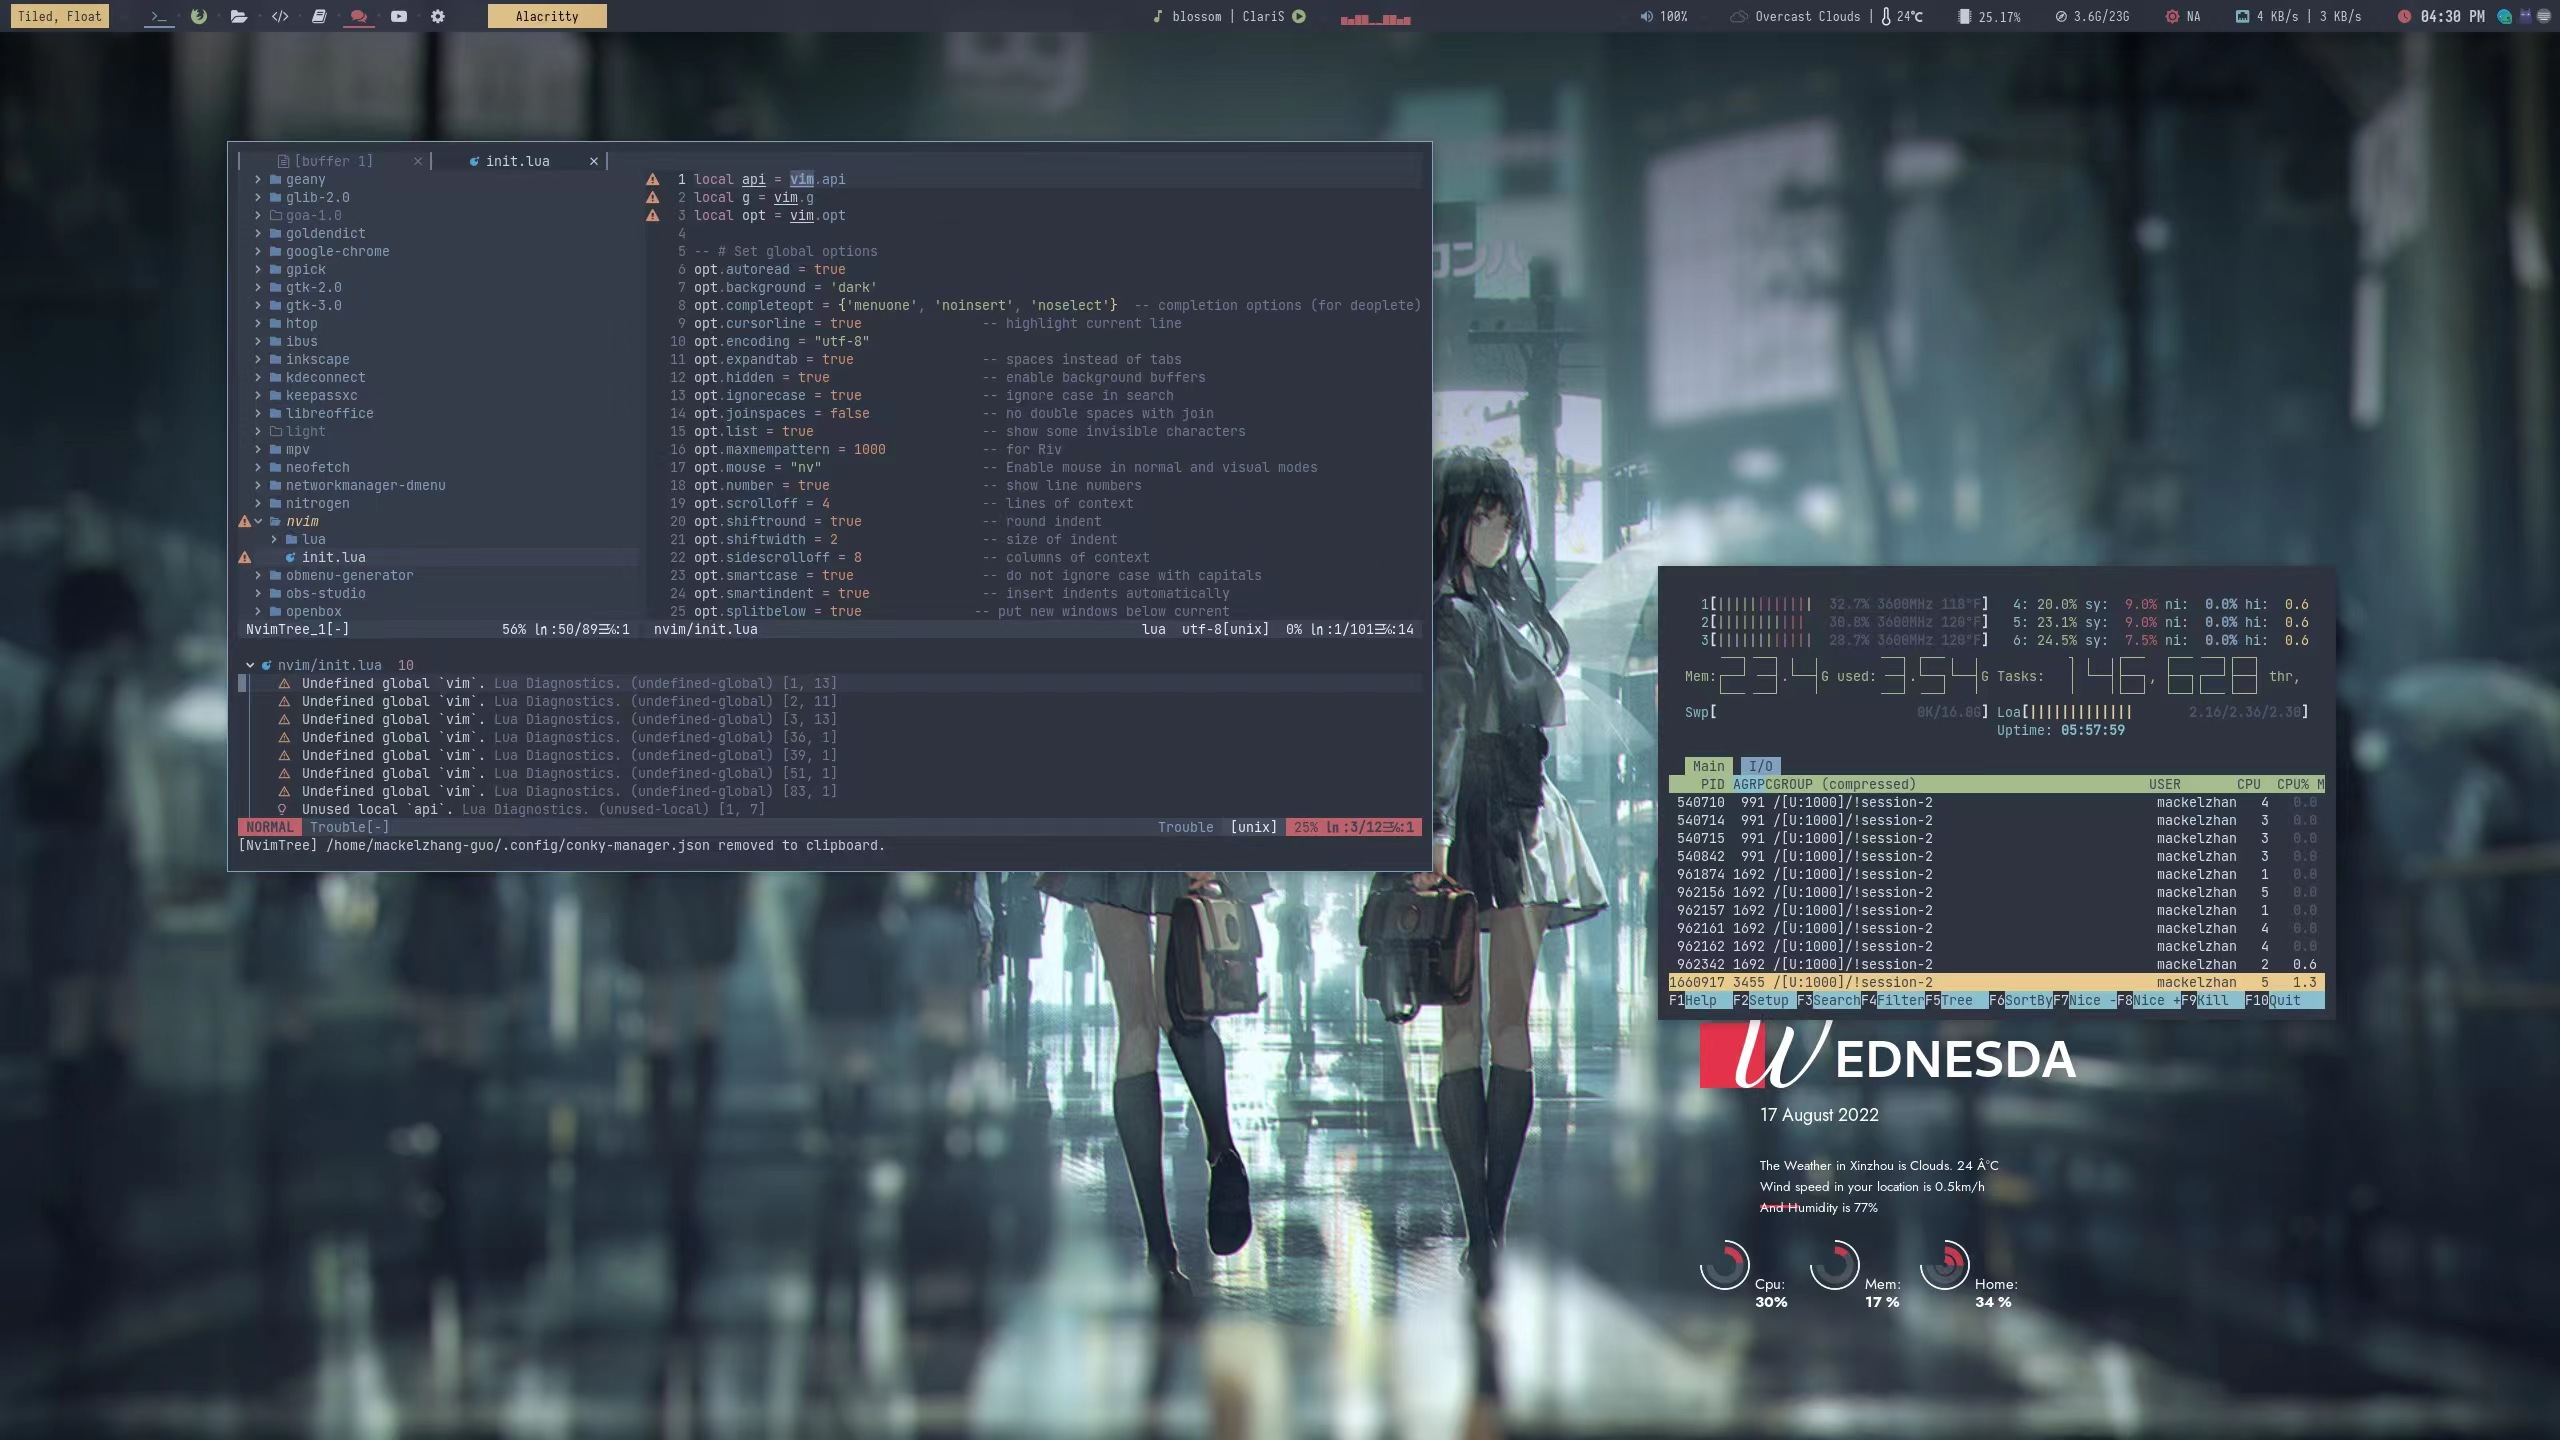 Tiled, Float
Alacritty
blossom | ClariS
100%
Overcast Clouds | 24℃
25.17%
3.6G/23G
NA
4 KB/s | 3 KB/s
04:30 PM
[buffer 1]
init.lua
geany
glib-2.0
goa-1.0
goldendict
google-chrome
gpick
gtk-2.0
gtk-3.0
htop
ibus
inkscape
kdeconnect
keepassxc
libreoffice
light
mpv
neofetch
networkmanager-dmenu
nitrogen
nvim
lua
init.lua
obmenu-generator
obs-studio
openbox
NvimTree_1[-] 56% ln:50/89☰℅:1
1 local api = vim.api
2 local g = vim.g
3 local opt = vim.opt
4
5 -- # Set global options
6 opt.autoread = true
7 opt.background = 'dark'
8 opt.completeopt = {'menuone', 'noinsert', 'noselect'} -- completion options (for deoplete)
9 opt.cursorline = true -- highlight current line
10 opt.encoding = "utf-8"
11 opt.expandtab = true -- spaces instead of tabs
12 opt.hidden = true -- enable background buffers
13 opt.ignorecase = true -- ignore case in search
14 opt.joinspaces = false -- no double spaces with join
15 opt.list = true -- show some invisible characters
16 opt.maxmempattern = 1000 -- for Riv
17 opt.mouse = "nv" -- Enable mouse in normal and visual modes
18 opt.number = true -- show line numbers
19 opt.scrolloff = 4 -- lines of context
20 opt.shiftround = true -- round indent
21 opt.shiftwidth = 2 -- size of indent
22 opt.sidescrolloff = 8 -- columns of context
23 opt.smartcase = true -- do not ignore case with capitals
24 opt.smartindent = true -- insert indents automatically
25 opt.splitbelow = true -- put new windows below current
nvim/init.lua lua utf-8[unix] 0% ln:1/101☰℅:14
nvim/init.lua 10
Undefined global `vim`. Lua Diagnostics. (undefined-global) [1, 13]
Undefined global `vim`. Lua Diagnostics. (undefined-global) [2, 11]
Undefined global `vim`. Lua Diagnostics. (undefined-global) [3, 13]
Undefined global `vim`. Lua Diagnostics. (undefined-global) [36, 1]
Undefined global `vim`. Lua Diagnostics. (undefined-global) [39, 1]
Undefined global `vim`. Lua Diagnostics. (undefined-global) [51, 1]
Undefined global `vim`. Lua Diagnostics. (undefined-global) [83, 1]
Unused local `api`. Lua Diagnostics. (unused-local) [1, 7]
NORMAL Trouble[-] Trouble [unix] 25% ln:3/12☰℅:1
[NvimTree] /home/mackelzhang-guo/.config/conky-manager.json removed to clipboard.
コンハ
1[|||||||||||| 32.7% 3600MHz 118°F] 4: 20.0% sy: 9.0% ni: 0.0% hi: 0.6
2[||||||||||| 30.8% 3600MHz 120°F] 5: 23.1% sy: 9.0% ni: 0.0% hi: 0.6
3[|||||||||||| 28.7% 3600MHz 120°F] 6: 24.5% sy: 7.5% ni: 0.0% hi: 0.6
Mem:23.4G used:3.54G Tasks: 146, 628 thr,
Swp[ 0K/16.0G] Loa[||||||||||||| 2.16/2.36/2.30]
Uptime: 05:57:59
Main I/O
PID AGRP CGROUP (compressed) USER CPU CPU% M
540710 991 /[U:1000]/!session-2 mackelzhan 4 0.0
540714 991 /[U:1000]/!session-2 mackelzhan 3 0.0
540715 991 /[U:1000]/!session-2 mackelzhan 3 0.0
540842 991 /[U:1000]/!session-2 mackelzhan 3 0.0
961874 1692 /[U:1000]/!session-2 mackelzhan 1 0.0
962156 1692 /[U:1000]/!session-2 mackelzhan 5 0.0
962157 1692 /[U:1000]/!session-2 mackelzhan 1 0.0
962161 1692 /[U:1000]/!session-2 mackelzhan 4 0.0
962162 1692 /[U:1000]/!session-2 mackelzhan 4 0.0
962342 1692 /[U:1000]/!session-2 mackelzhan 2 0.6
1660917 3455 /[U:1000]/!session-2 mackelzhan 5 1.3
F1Help F2Setup F3SearchF4FilterF5Tree F6SortByF7Nice -F8Nice +F9Kill F10Quit
WEDNESDA
17 August 2022
The Weather in Xinzhou is Clouds. 24 Â°C
Wind speed in your location is 0.5km/h
And Humidity is 77%
Cpu:
30%
Mem:
17 %
Home:
34 %